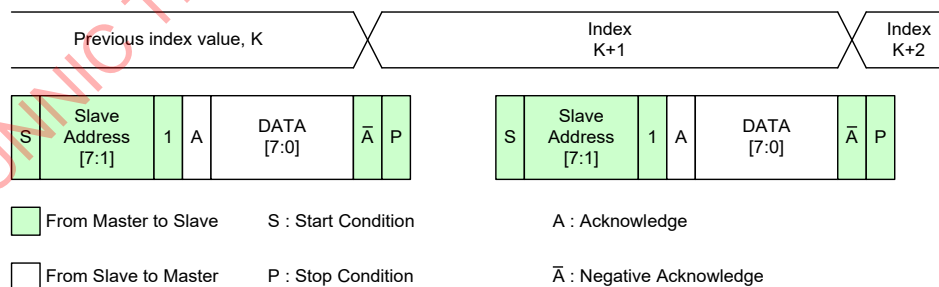 Previous index value, K
Index
K+1
Index
K+2
S
Slave
Address
[7:1]
1
A
DATA
[7:0]
A̅
P
S
Slave
Address
[7:1]
1
A
DATA
[7:0]
A̅
P
From Master to Slave
S : Start Condition
A : Acknowledge
From Slave to Master
P : Stop Condition
A̅ : Negative Acknowledge